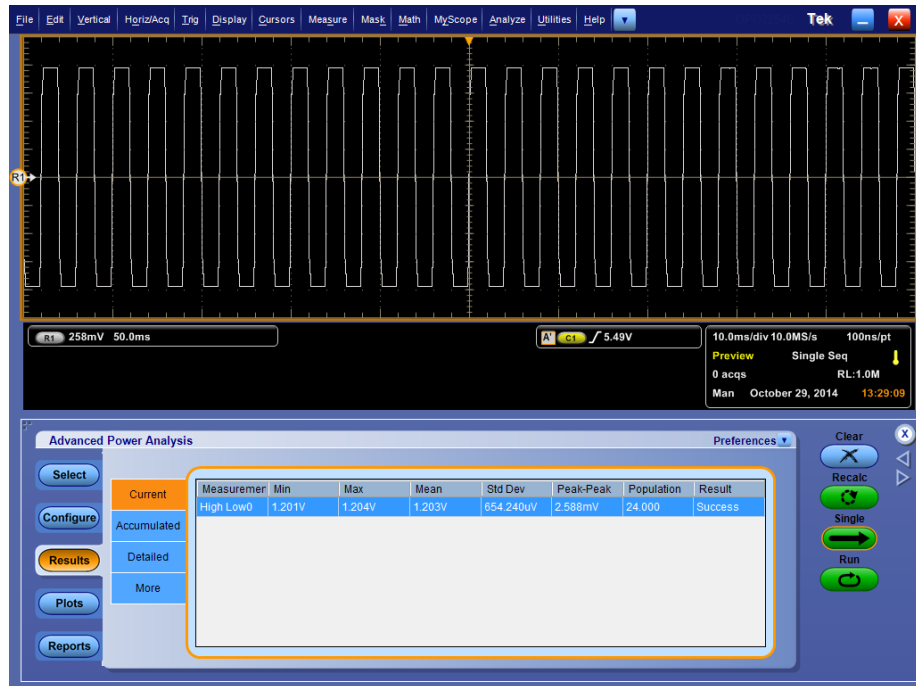 File Edit Vertical Horiz/Acq Trig Display Cursors Measure Mask Math MyScope Analyze Utilities Help Tek X
R1
R1 258mV 50.0ms
A' C1 5.49V
10.0ms/div 10.0MS/s 100ns/pt
Preview Single Seq
0 acqs RL:1.0M
Man October 29, 2014 13:29:09
Advanced Power Analysis Preferences
Clear
X
Select
Configure
Results
Plots
Reports
Current
Accumulated
Detailed
More
Measuremer Min Max Mean Std Dev Peak-Peak Population Result
High Low0 1.201V 1.204V 1.203V 654.240uV 2.588mV 24.000 Success
Recalc
Single
Run